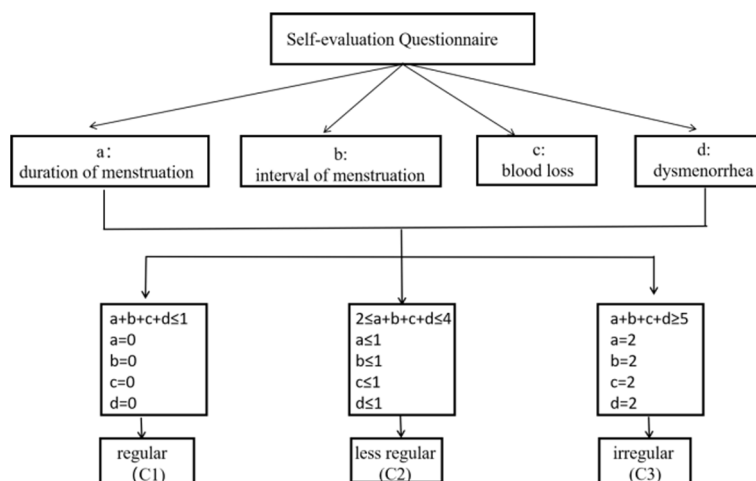 Self-evaluation Questionnaire
a:
duration of menstruation
b:
interval of menstruation
c:
blood loss
d:
dysmenorrhea
a+b+c+d≤1
a=0
b=0
c=0
d=0
2≤a+b+c+d≤4
a≤1
b≤1
c≤1
d≤1
a+b+c+d≥5
a=2
b=2
c=2
d=2
regular
(C1)
less regular
(C2)
irregular
(C3)